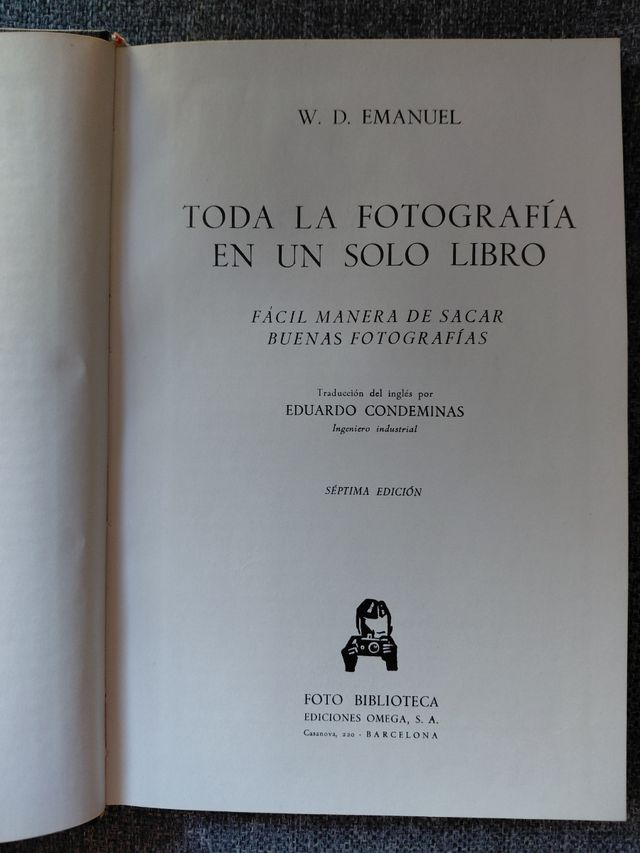 W. D. EMANUEL
TODA LA FOTOGRAFÍA
EN UN SOLO LIBRO
FÁCIL MANERA DE SACAR
BUENAS FOTOGRAFÍAS
Traducción del inglés por
EDUARDO CONDEMINAS
Ingeniero industrial
SÉPTIMA EDICIÓN
FOTO BIBLIOTECA
EDICIONES OMEGA, S. A.
Casanova, 220 - BARCELONA